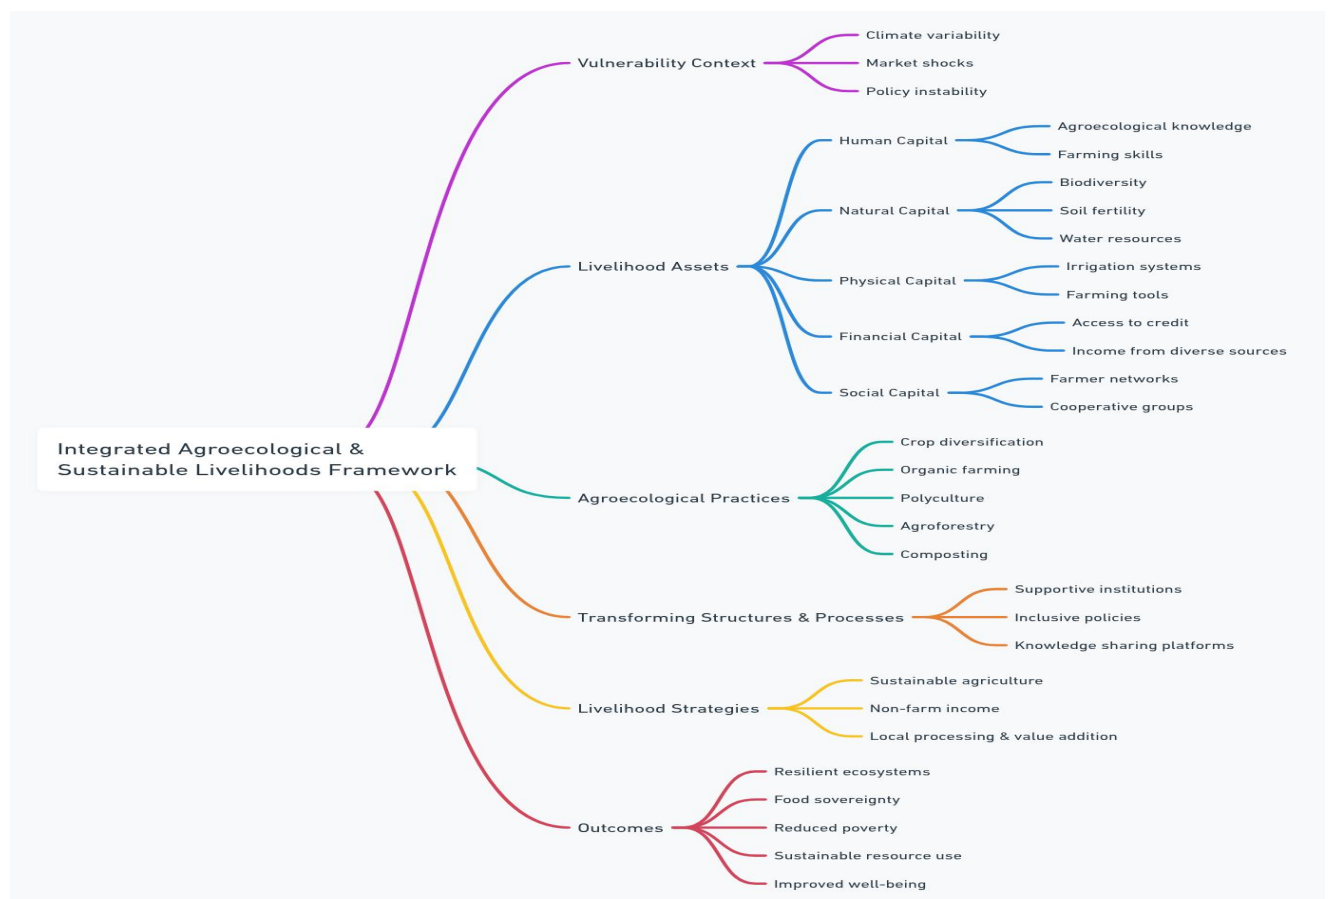 Integrated Agroecological &
Sustainable Livelihoods Framework
Vulnerability Context
Climate variability
Market shocks
Policy instability
Livelihood Assets
Human Capital
Agroecological knowledge
Farming skills
Natural Capital
Biodiversity
Soil fertility
Water resources
Physical Capital
Irrigation systems
Farming tools
Financial Capital
Access to credit
Income from diverse sources
Social Capital
Farmer networks
Cooperative groups
Agroecological Practices
Crop diversification
Organic farming
Polyculture
Agroforestry
Composting
Transforming Structures & Processes
Supportive institutions
Inclusive policies
Knowledge sharing platforms
Livelihood Strategies
Sustainable agriculture
Non-farm income
Local processing & value addition
Outcomes
Resilient ecosystems
Food sovereignty
Reduced poverty
Sustainable resource use
Improved well-being